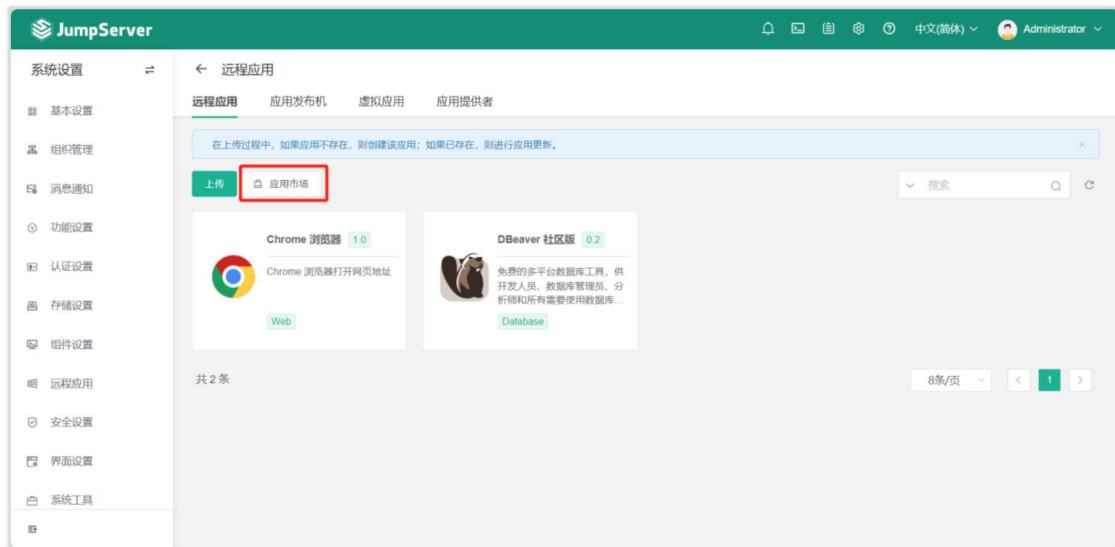 JumpServer
中文(简体)
Administrator
系统设置
远程应用
远程应用
应用发布机
虚拟应用
应用提供者
基本设置
组织管理
消息通知
功能设置
认证设置
存储设置
组件设置
远程应用
安全设置
界面设置
系统工具
在上传过程中，如果应用不存在，则创建该应用；如果已存在，则进行应用更新。
上传
应用市场
搜索
Chrome 浏览器 1.0
Chrome 浏览器打开网页地址
Web
DBeaver 社区版 0.2
免费的多平台数据库工具，供
开发人员、数据库管理员、分
析师和所有需要使用数据库...
Database
共 2 条
8条/页
1